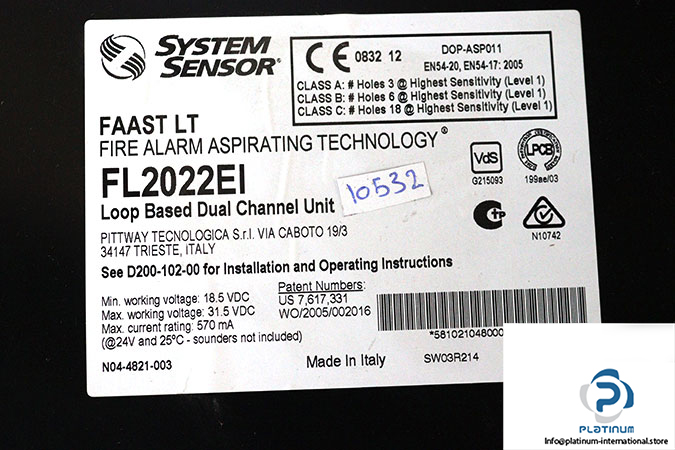 SYSTEM
SENSOR®
CE 0832 12 DOP-ASP011
EN54-20, EN54-17: 2005
CLASS A: # Holes 3 @ Highest Sensitivity (Level 1)
CLASS B: # Holes 6 @ Highest Sensitivity (Level 1)
CLASS C: # Holes 18 @ Highest Sensitivity (Level 1)
FAAST LT
FIRE ALARM ASPIRATING TECHNOLOGY®
FL2022EI
Loop Based Dual Channel Unit
10532
VdS
G215093
LPCB
199ae/03
N10742
PITTWAY TECNOLOGICA S.r.l. VIA CABOTO 19/3
34147 TRIESTE, ITALY
See D200-102-00 for Installation and Operating Instructions
Min. working voltage: 18.5 VDC
Max. working voltage: 31.5 VDC
Max. current rating: 570 mA
(@24V and 25ºC - sounders not included)
Patent Numbers:
US 7,617,331
WO/2005/002016
*581021048000
N04-4821-003
Made in Italy
SW03R214
PLATINUM
Info@platinum-international.store